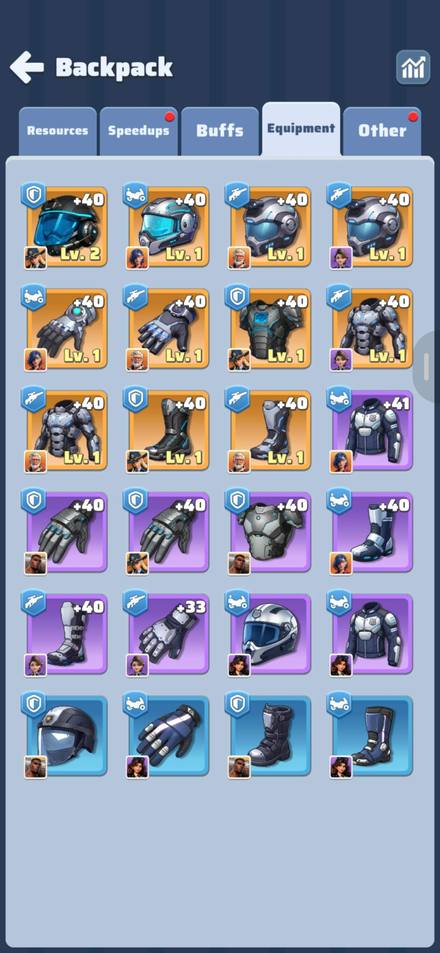 Backpack
Resources Speedups Buffs Equipment Other
+40 +40 +40 +40
Lv. 2 Lv. 1 Lv. 1 Lv. 1
+40 +40 +40 +40
Lv. 1 Lv. 1 Lv. 1 Lv. 1
+40 +40 +40 +41
Lv. 1 Lv. 1 Lv. 1
+40 +40 +40 +40
+40 +33